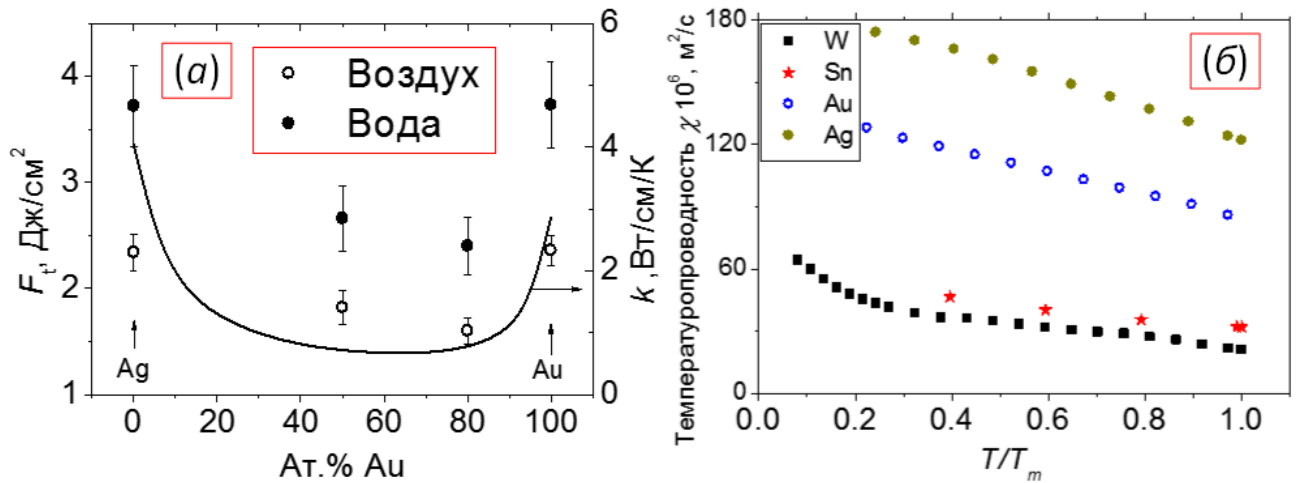 (а)
Воздух
Вода
Ag
Au
4
3
2
1
6
4
2
0
0 20 40 60 80 100
Ft, Дж/см²
k ,Вт/см/К
Ат.% Au
(б)
W
Sn
Au
Ag
180
120
60
0
0.0 0.2 0.4 0.6 0.8 1.0
Температуропроводность χ 10⁶, м²/с
T/Tm